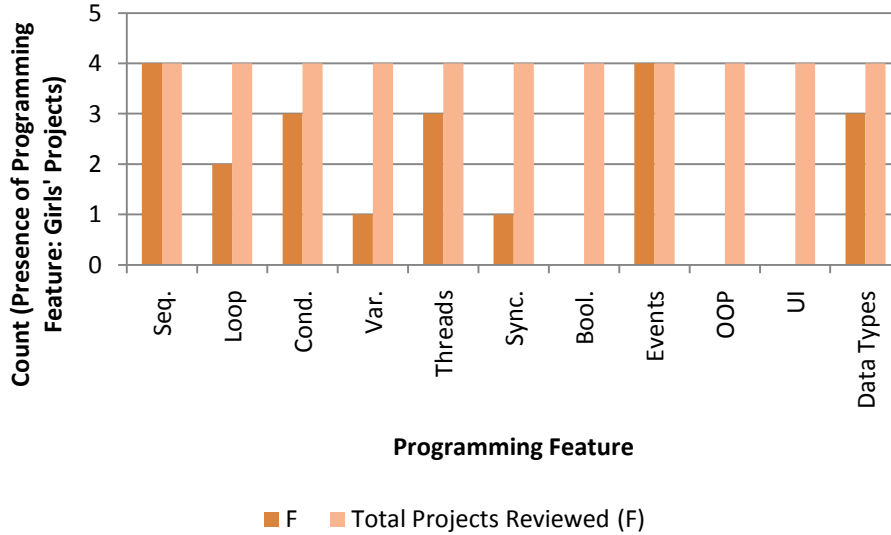 Count (Presence of Programming
Feature: Girls' Projects)
5
4
3
2
1
0
Seq.
Loop
Cond.
Var.
Threads
Sync.
Bool.
Events
OOP
UI
Data Types
Programming Feature
F
Total Projects Reviewed (F)